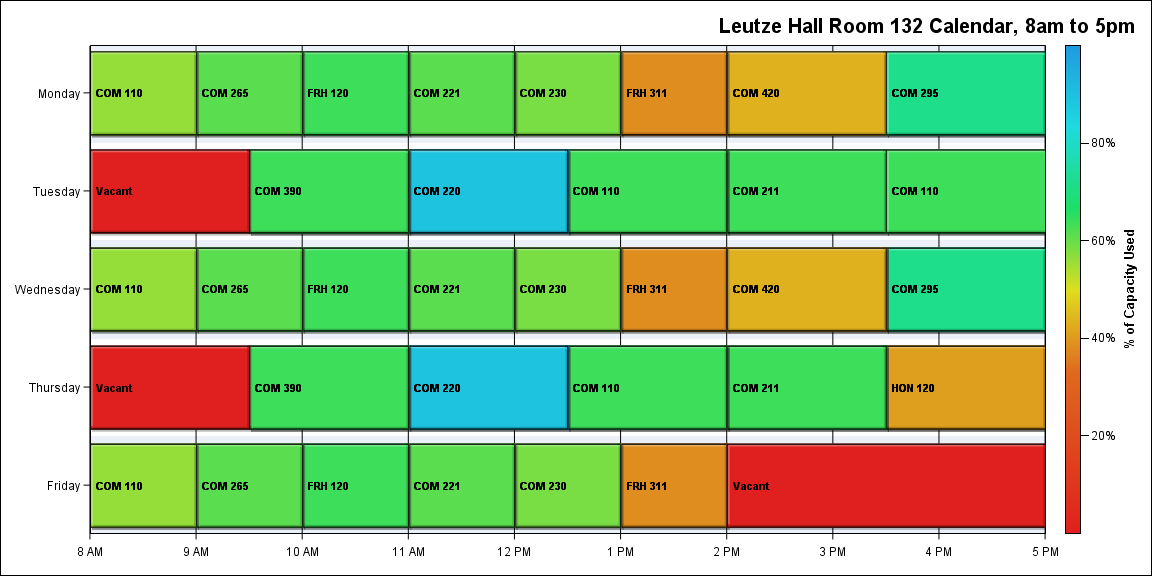 Leutze Hall Room 132 Calendar, 8am to 5pm
Monday
COM 110
COM 265
FRH 120
COM 221
COM 230
FRH 311
COM 420
COM 295
Tuesday
Vacant
COM 390
COM 220
COM 110
COM 211
COM 110
Wednesday
COM 110
COM 265
FRH 120
COM 221
COM 230
FRH 311
COM 420
COM 295
Thursday
Vacant
COM 390
COM 220
COM 110
COM 211
HON 120
Friday
COM 110
COM 265
FRH 120
COM 221
COM 230
FRH 311
Vacant
8 AM
9 AM
10 AM
11 AM
12 PM
1 PM
2 PM
3 PM
4 PM
5 PM
80%
60%
40%
20%
% of Capacity Used